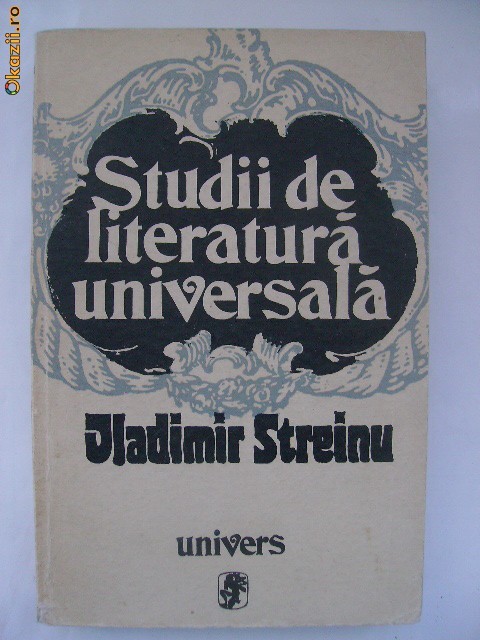 Okazii.ro
Studii de
literatură
universală
Vladimir Streinu
univers